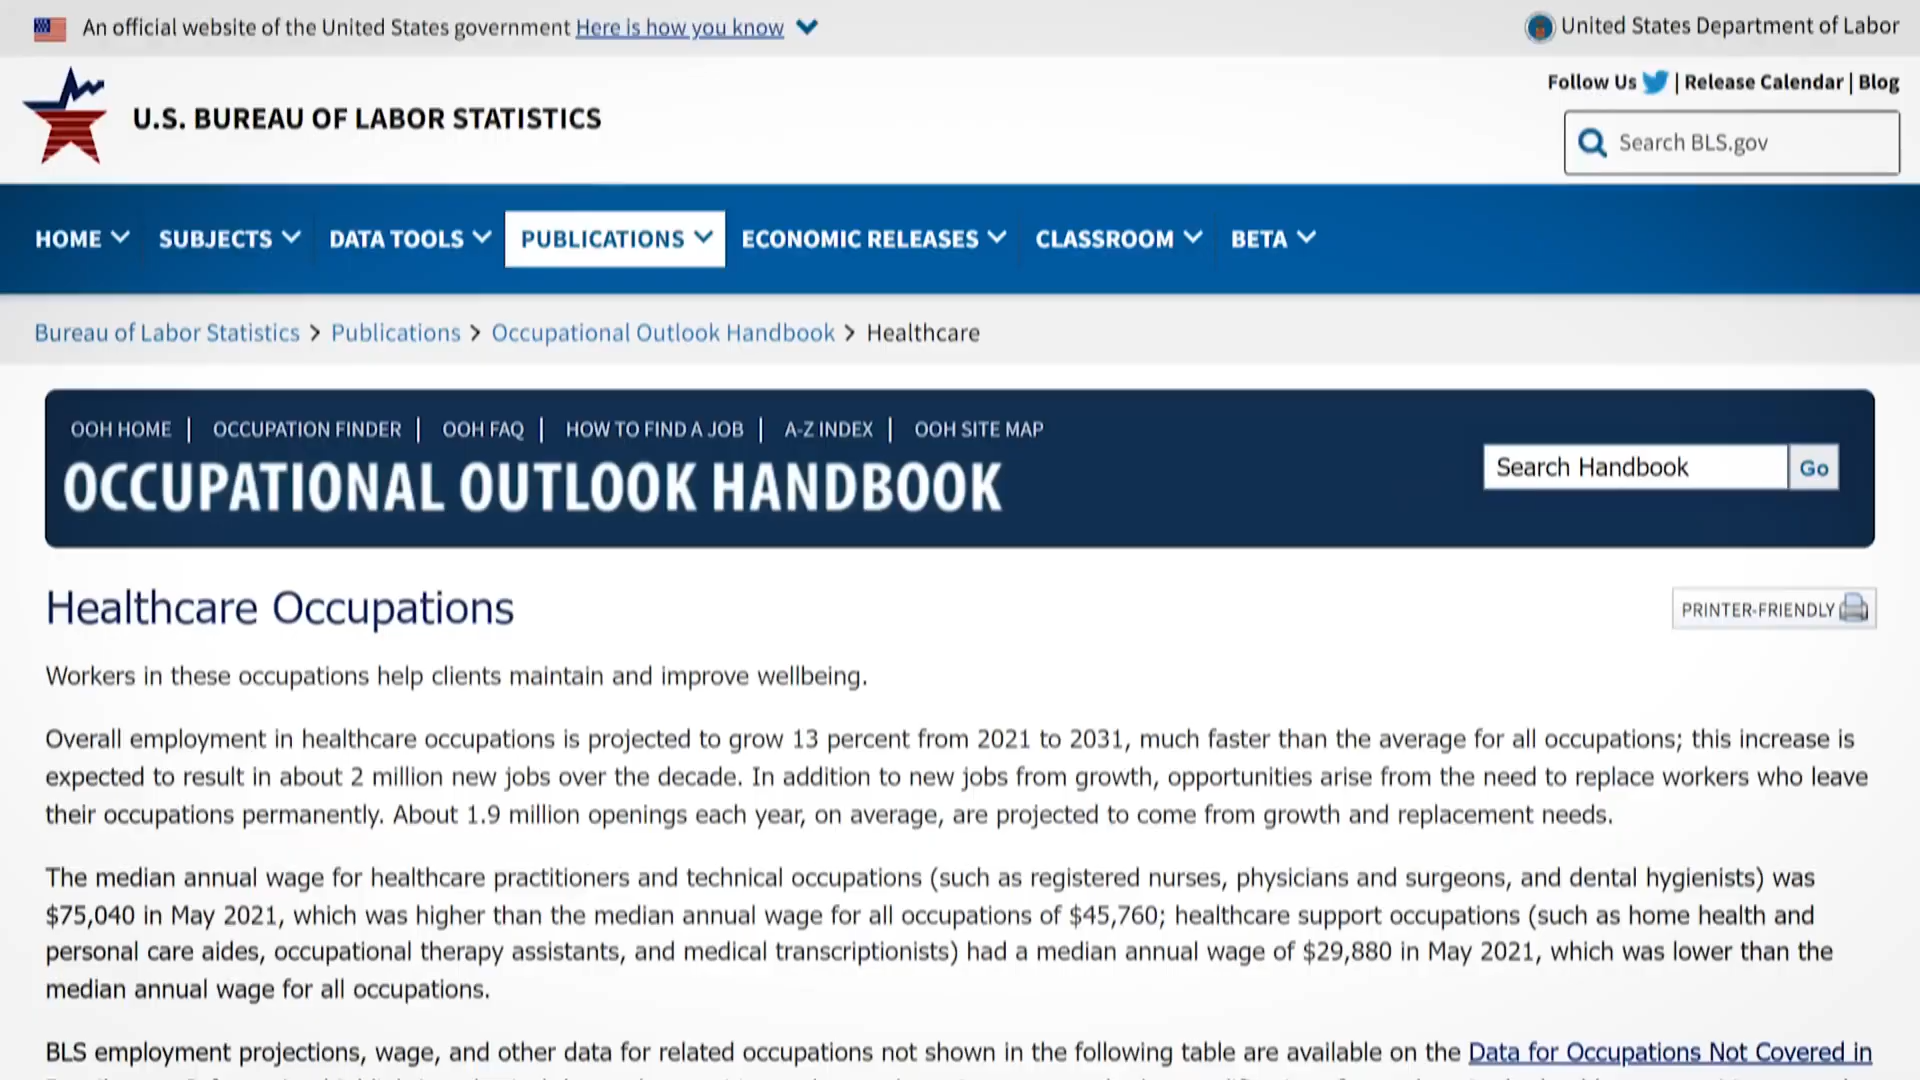 An official website of the United States government Here is how you know
United States Department of Labor
Follow Us | Release Calendar | Blog
U.S. BUREAU OF LABOR STATISTICS
Search BLS.gov
HOME SUBJECTS DATA TOOLS PUBLICATIONS ECONOMIC RELEASES CLASSROOM BETA
Bureau of Labor Statistics > Publications > Occupational Outlook Handbook > Healthcare
OOH HOME | OCCUPATION FINDER | OOH FAQ | HOW TO FIND A JOB | A-Z INDEX | OOH SITE MAP
OCCUPATIONAL OUTLOOK HANDBOOK
Search Handbook Go
Healthcare Occupations
PRINTER-FRIENDLY
Workers in these occupations help clients maintain and improve wellbeing.
Overall employment in healthcare occupations is projected to grow 13 percent from 2021 to 2031, much faster than the average for all occupations; this increase is
expected to result in about 2 million new jobs over the decade. In addition to new jobs from growth, opportunities arise from the need to replace workers who leave
their occupations permanently. About 1.9 million openings each year, on average, are projected to come from growth and replacement needs.
The median annual wage for healthcare practitioners and technical occupations (such as registered nurses, physicians and surgeons, and dental hygienists) was
$75,040 in May 2021, which was higher than the median annual wage for all occupations of $45,760; healthcare support occupations (such as home health and
personal care aides, occupational therapy assistants, and medical transcriptionists) had a median annual wage of $29,880 in May 2021, which was lower than the
median annual wage for all occupations.
BLS employment projections, wage, and other data for related occupations not shown in the following table are available on the Data for Occupations Not Covered in